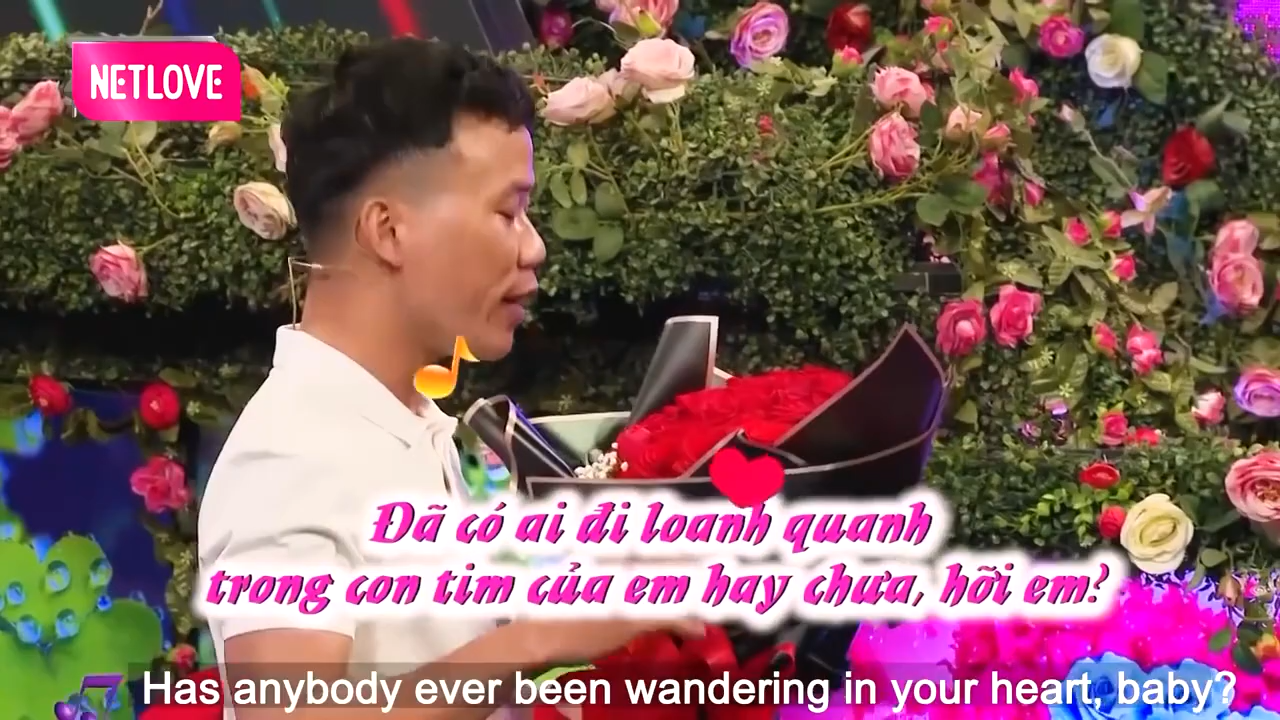 NETLOVE
Đã có ai đi loanh quanh
trong con tim của em hay chưa, hỡi em?
Has anybody ever been wandering in your heart, baby?